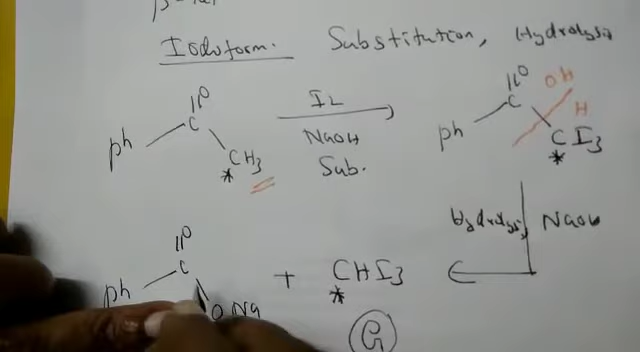 Iodoform. Substitution, Hydrolysis
O O OH
C I2 C H
Ph CH3 NaOH Ph CI3
* Sub. *
Hydrolysis NaOH
O
C
Ph ONa + CHI3
*
G